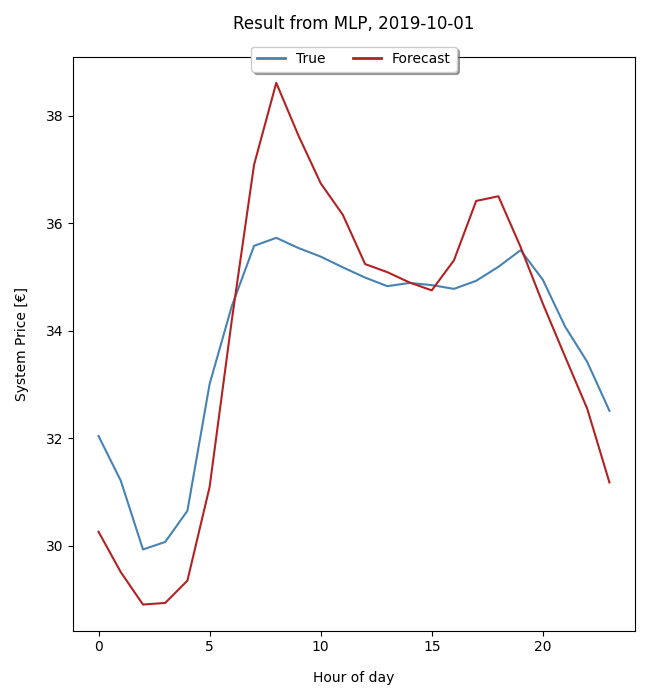 Result from MLP, 2019-10-01
True Forecast
38
36
34
32
30
System Price [€]
0 5 10 15 20
Hour of day